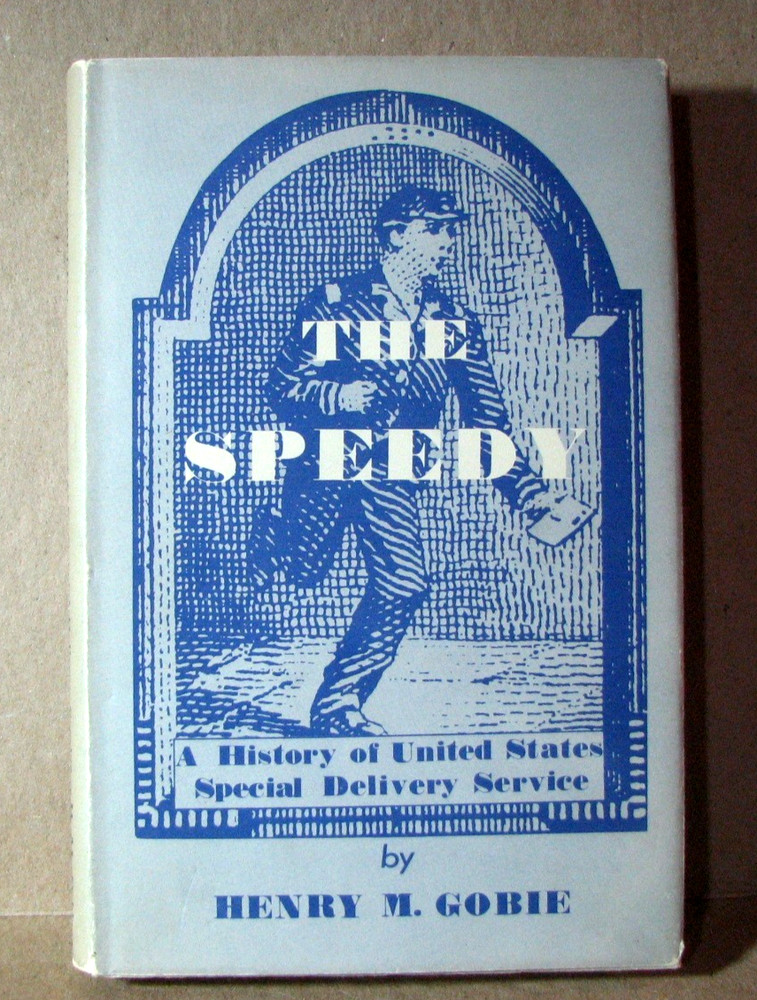 THE
SPEEDY
A History of United States
Special Delivery Service
by
HENRY M. GOBIE